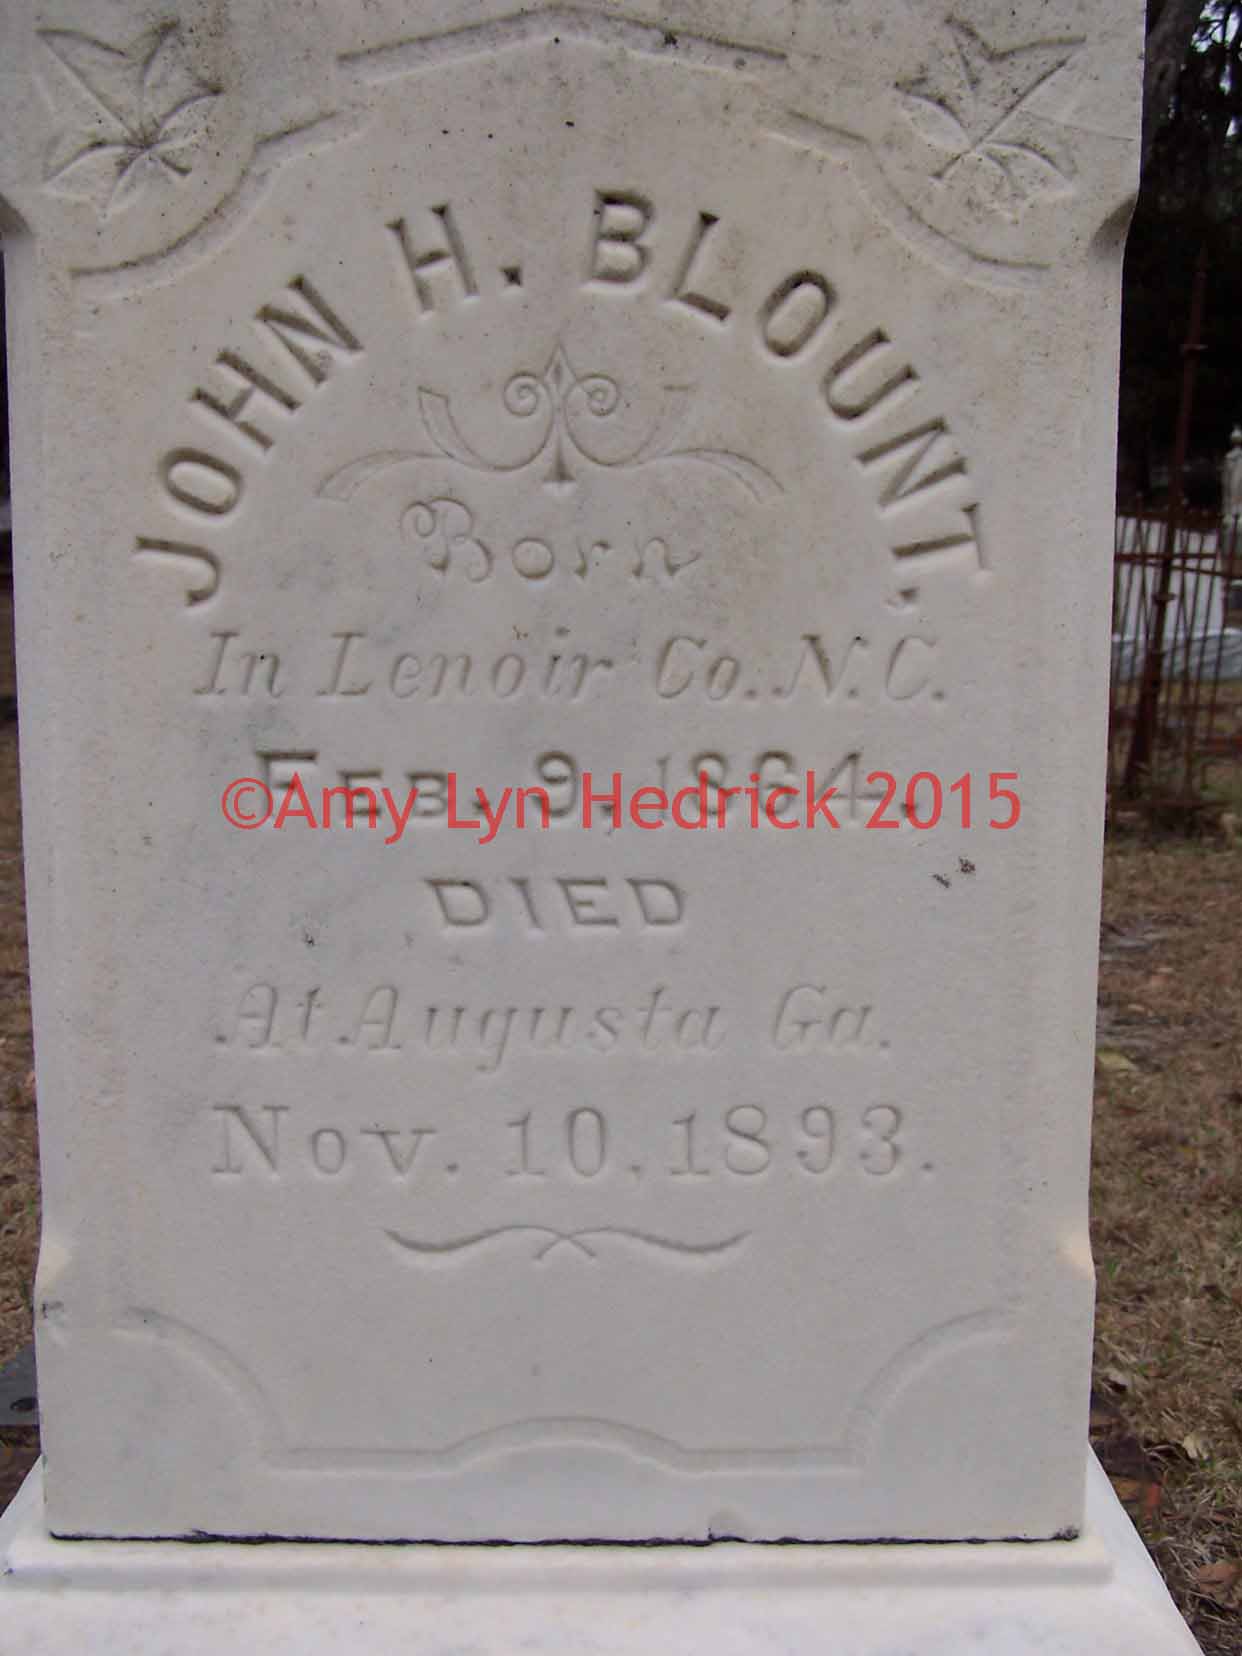 JOHN H. BLOUNT,
Born
In Lenoir Co. N.C.
FEB. 9, 1864.
©Amy Lyn Hedrick 2015
DIED
At Augusta Ga.
Nov. 10, 1893.